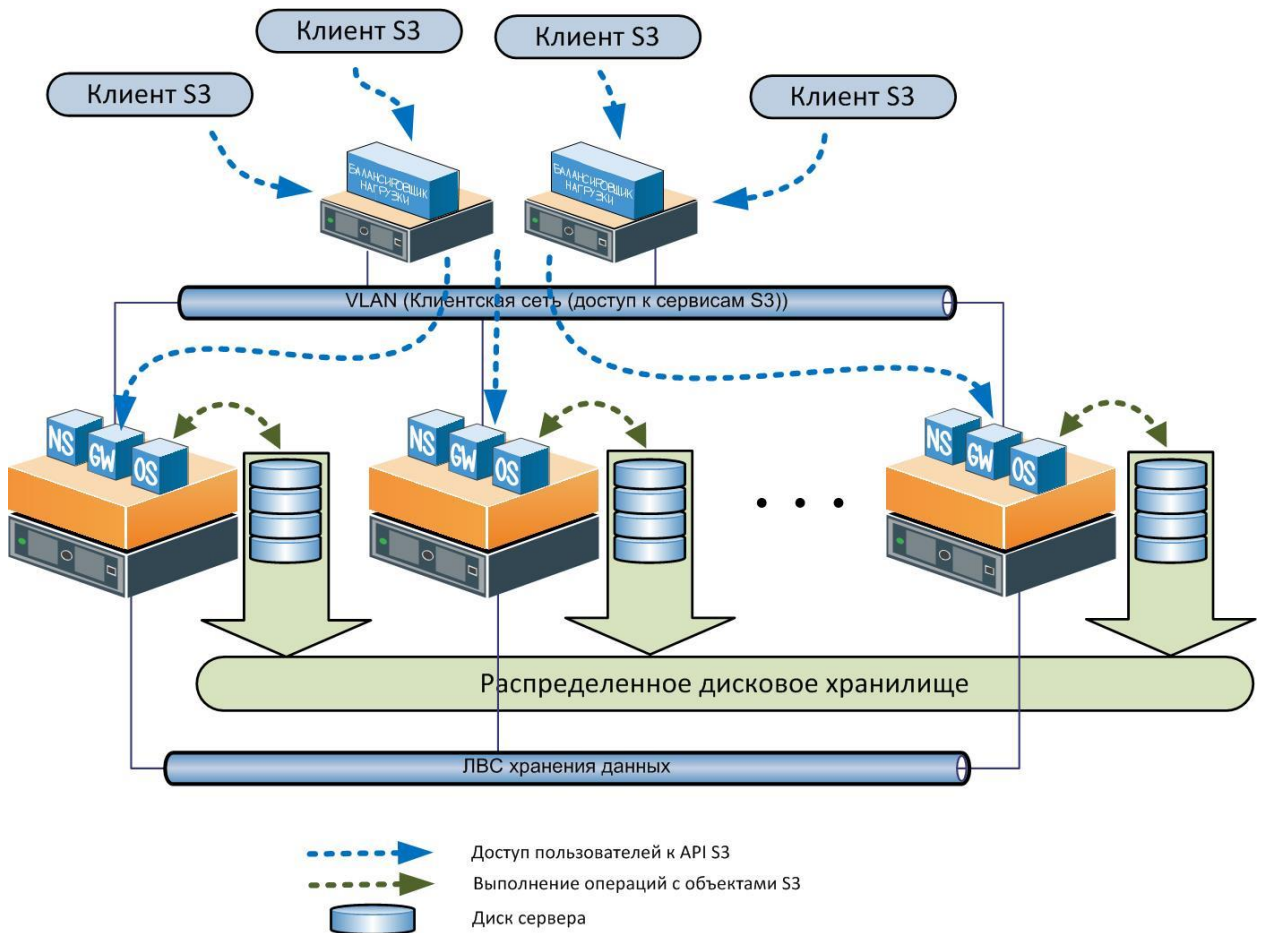 Клиент S3
Клиент S3
Клиент S3
Клиент S3
БАЛАНСИРОВЩИК
НАГРУЗКИ
БАЛАНСИРОВЩИК
НАГРУЗКИ
VLAN (Клиентская сеть (доступ к сервисам S3))
NS
GW
OS
NS
GW
OS
NS
GW
OS
• • •
Распределенное дисковое хранилище
ЛВС хранения данных
Доступ пользователей к API S3
Выполнение операций с объектами S3
Диск сервера